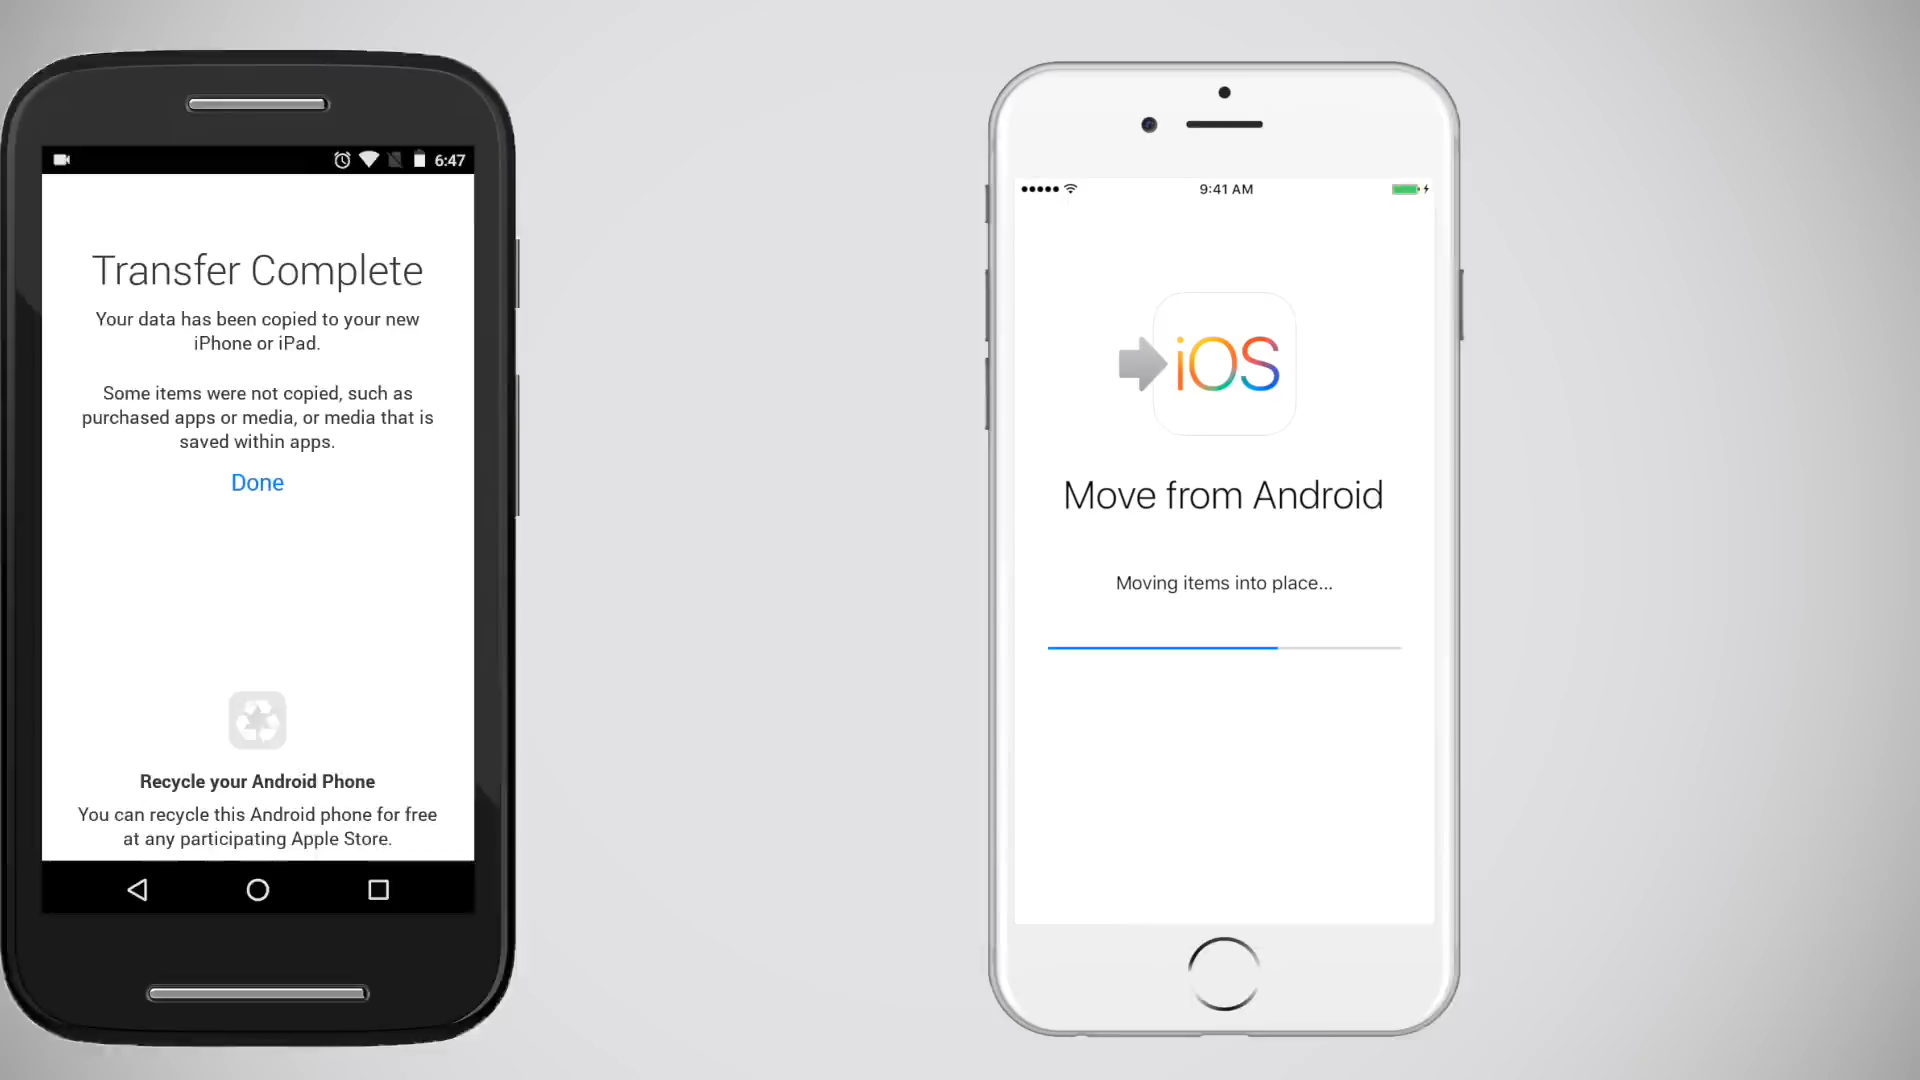 6:47
Transfer Complete
Your data has been copied to your new
iPhone or iPad.
Some items were not copied, such as
purchased apps or media, or media that is
saved within apps.
Done
Recycle your Android Phone
You can recycle this Android phone for free
at any participating Apple Store.
9:41 AM
iOS
Move from Android
Moving items into place...